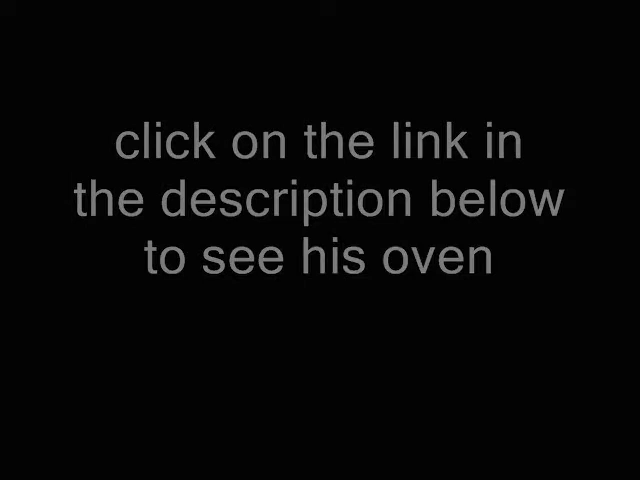 click on the link in
the description below
to see his oven